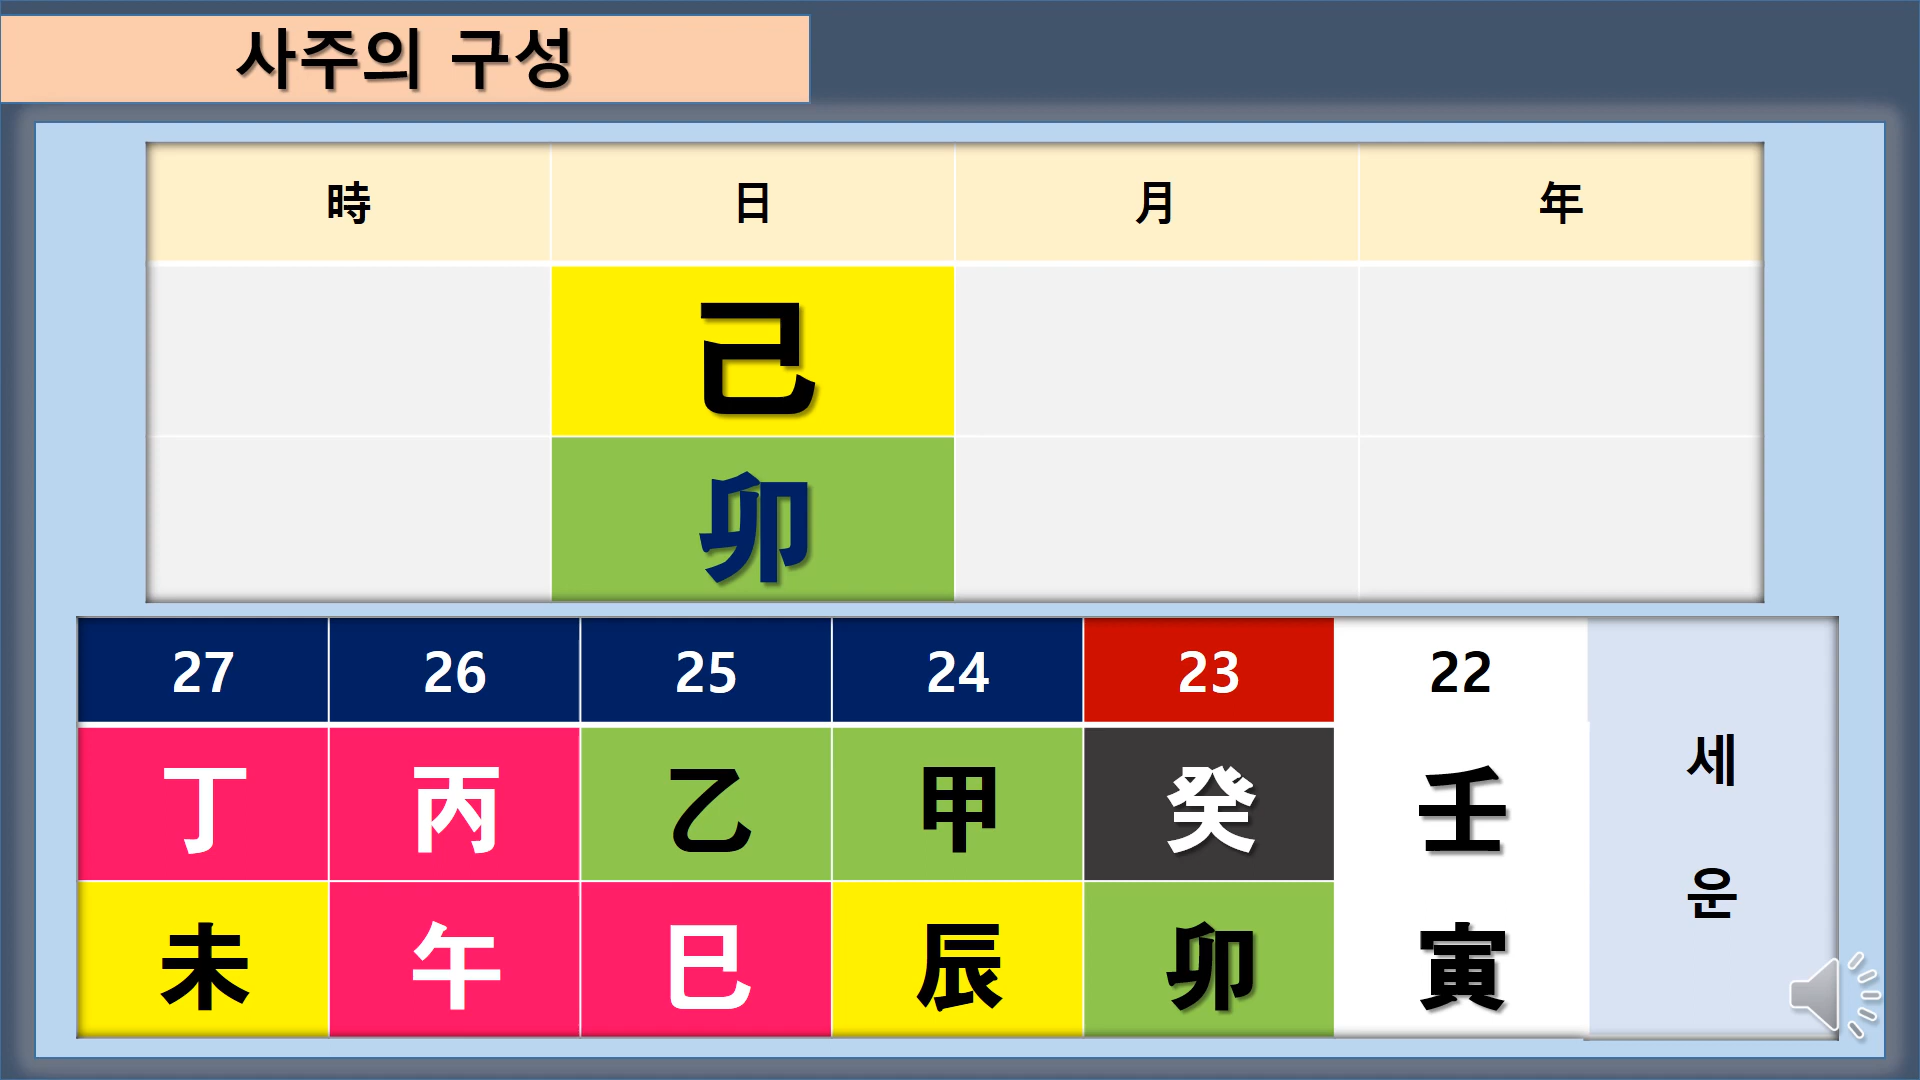 사주의 구성
時 日 月 年
己
卯
27 26 25 24 23 22
丁 丙 乙 甲 癸 壬
未 午 巳 辰 卯 寅
세
운